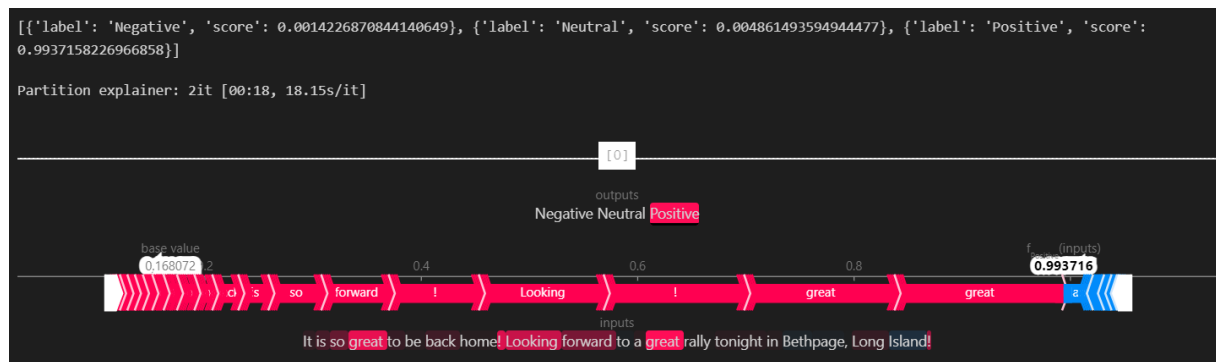 [{'label': 'Negative', 'score': 0.0014226870844140649}, {'label': 'Neutral', 'score': 0.004861493594944477}, {'label': 'Positive', 'score':
0.9937158226966858}]
Partition explainer: 2it [00:18, 18.15s/it]
[0]
outputs
Negative Neutral Positive
base value f (inputs)
0.168072 .2 0.4 0.6 0.8 0.993716
ck 's so forward ! Looking ! great great a
inputs
It is so great to be back home! Looking forward to a great rally tonight in Bethpage, Long Island!